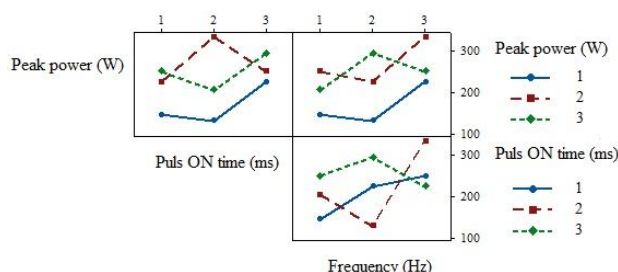 1 2 3 1 2 3
Peak power (W)
300
200
100
Peak power (W)
1
2
3
Puls ON time (ms)
300
200
100
Puls ON time (ms)
1
2
3
Frequency (Hz)